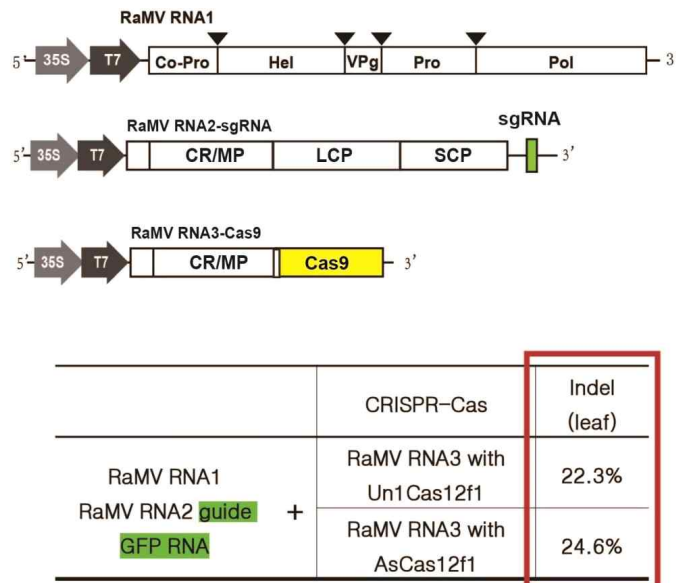 RaMV RNA1
5' 35S T7 Co-Pro Hel VPg Pro Pol 3
RaMV RNA2-sgRNA sgRNA
5' 35S T7 CR/MP LCP SCP 3'
RaMV RNA3-Cas9
5' 35S T7 CR/MP Cas9 3'
CRISPR-Cas
Indel
(leaf)
RaMV RNA1
RaMV RNA2 guide
GFP RNA
+
RaMV RNA3 with
Un1Cas12f1
22.3%
RaMV RNA3 with
AsCas12f1
24.6%